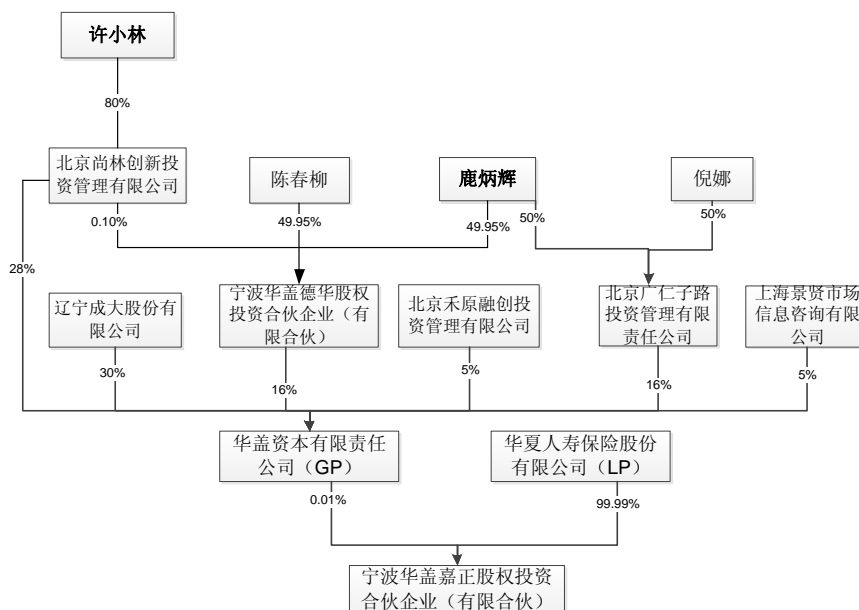 许小林
80%
北京尚林创新投
资管理有限公司
陈春柳
鹿炳辉
倪娜
0.10%
49.95%
49.95%
50%
50%
28%
辽宁成大股份有
限公司
宁波华盖德华股权
投资合伙企业（有
限合伙）
北京禾原融创投
资管理有限公司
北京广仁子路
投资管理有限
责任公司
上海景贤市场
信息咨询有限
公司
30%
16%
5%
16%
5%
华盖资本有限责任
公司（GP）
华夏人寿保险股份
有限公司（LP）
0.01%
99.99%
宁波华盖嘉正股权投资
合伙企业（有限合伙）